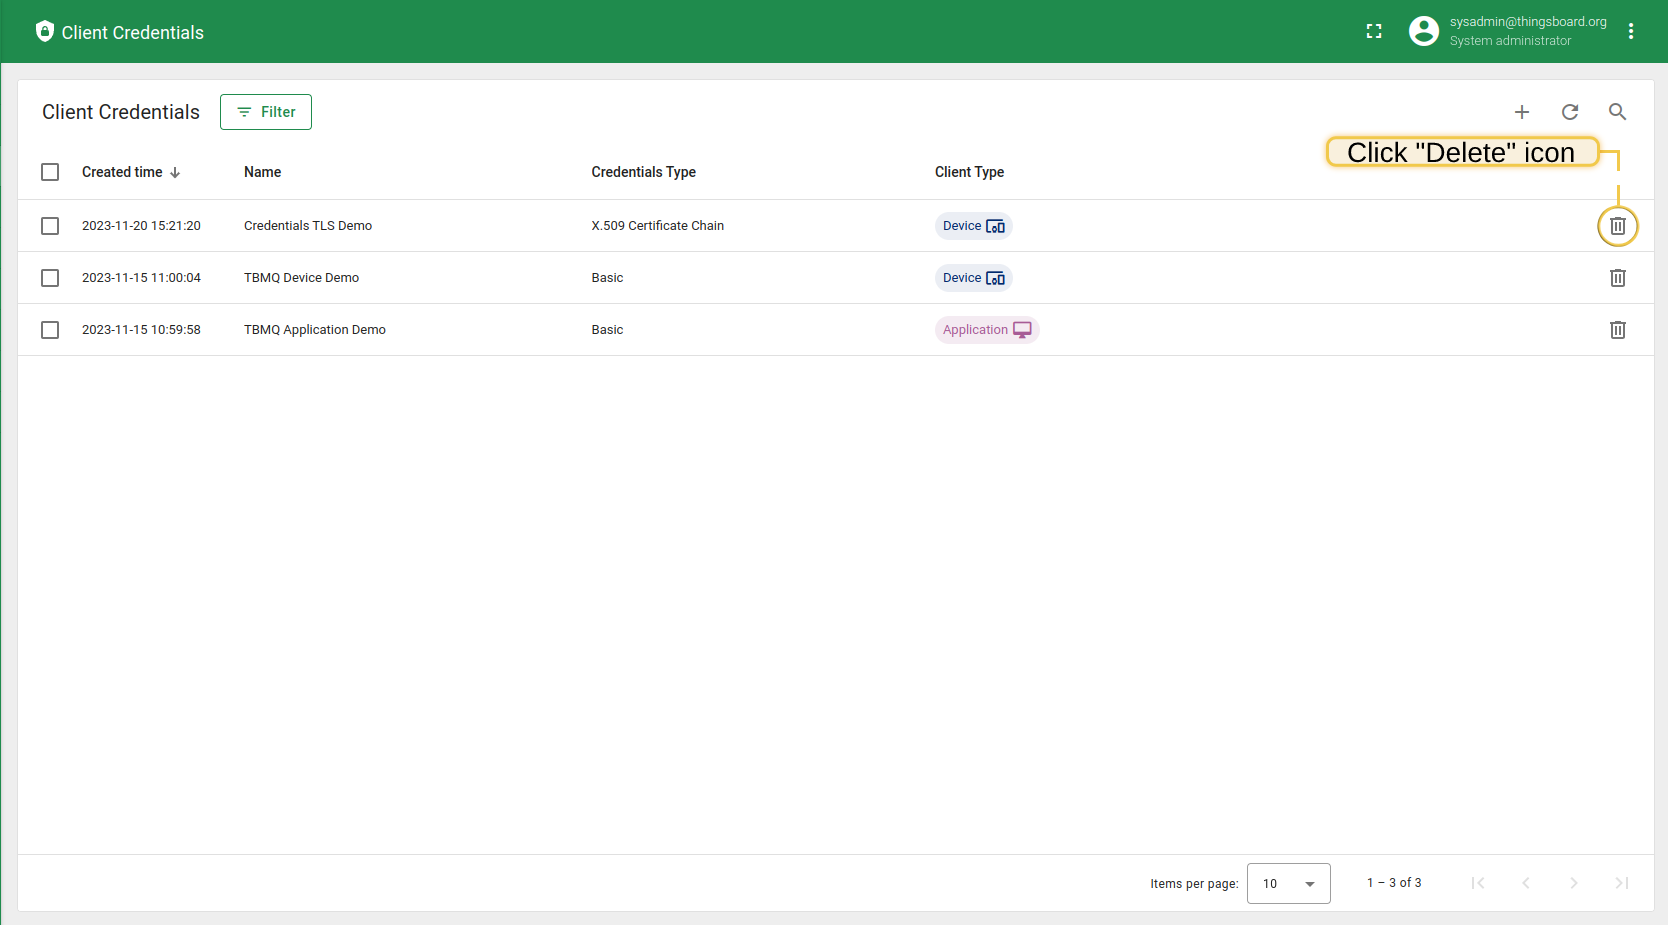 Client Credentials
sysadmin@thingsboard.org
System administrator
Client Credentials
Filter
Click "Delete" icon
Created time Name Credentials Type Client Type
2023-11-20 15:21:20 Credentials TLS Demo X.509 Certificate Chain Device
2023-11-15 11:00:04 TBMQ Device Demo Basic Device
2023-11-15 10:59:58 TBMQ Application Demo Basic Application
Items per page: 10 1 – 3 of 3